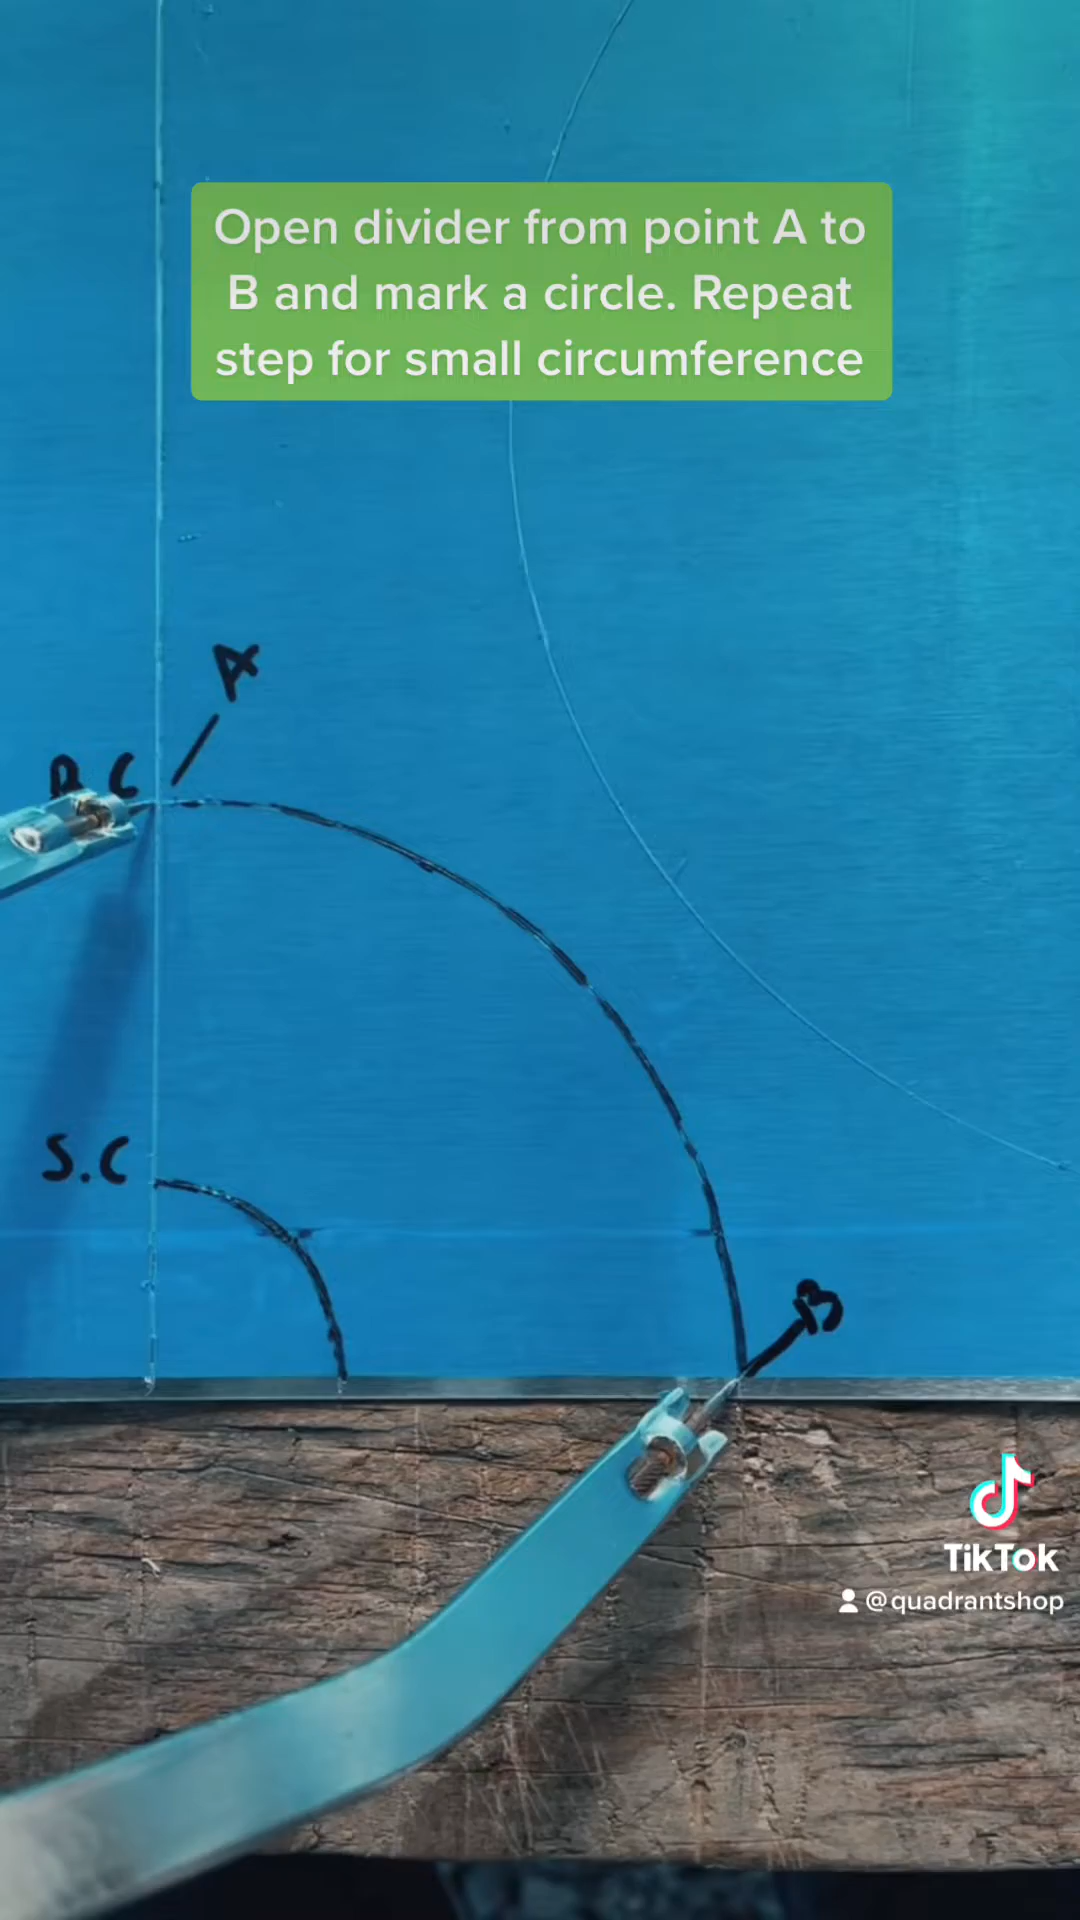 Open divider from point A to
B and mark a circle. Repeat
step for small circumference
A
B C
S.C
B
TikTok
@quadrantshop